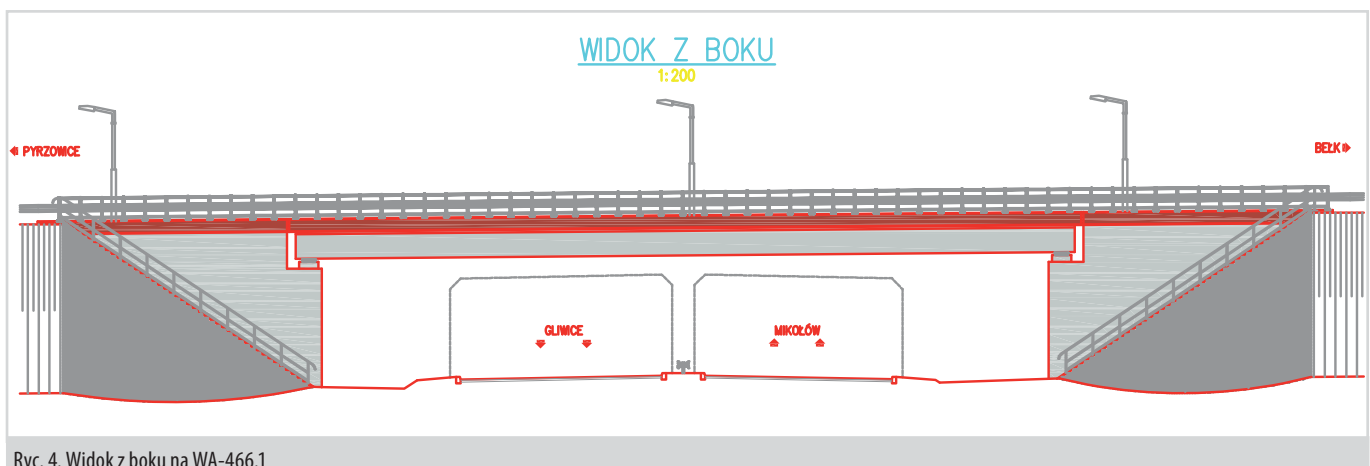 WIDOK Z BOKU
1:200
PYRZOWICE
BEŁK
GLIWICE
MIKOŁÓW
Ryc. 4. Widok z boku na WA-466.1